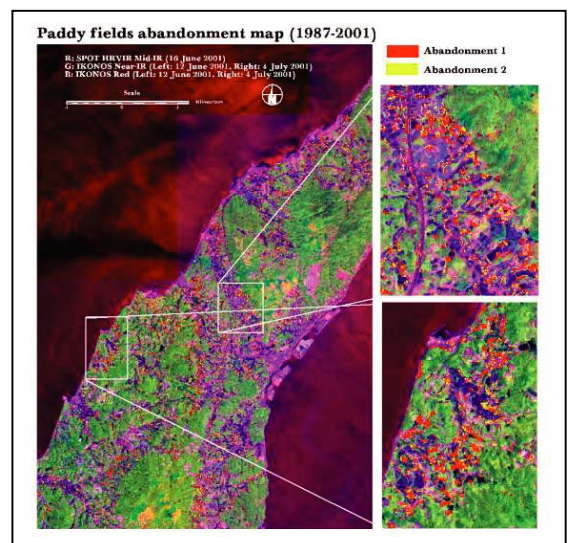 Paddy fields abandonment map (1987-2001)
R: SPOT HRVIR Mid-IR (16 June 2001)
G: IKONOS Near-IR (Left: 12 June 2001, Right: 4 July 2001)
B: IKONOS Red (Left: 12 June 2001, Right: 4 July 2001)
Scale
Kilometers
N
Abandonment 1
Abandonment 2